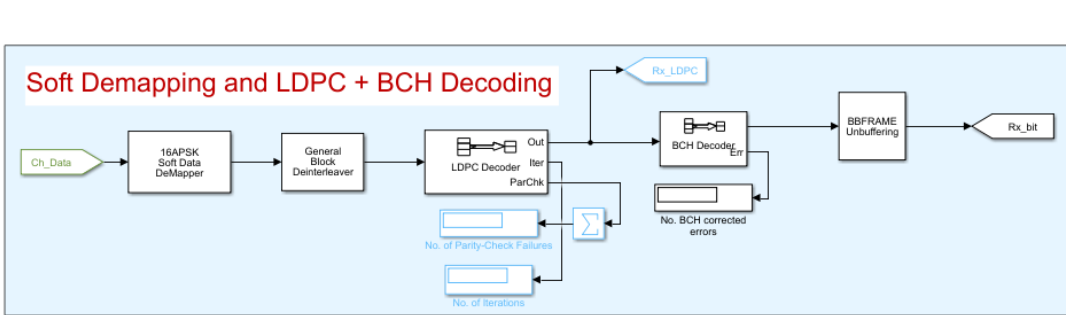 Soft Demapping and LDPC + BCH Decoding
Rx_LDPC
Ch_Data
16APSK
Soft Data
DeMapper
General
Block
Deinterleaver
LDPC Decoder
Out
Iter
ParChk
BCH Decoder
Err
BBFRAME
Unbuffering
Rx_bit
∑
No. of Parity-Check Failures
No. of Iterations
No. BCH corrected
errors